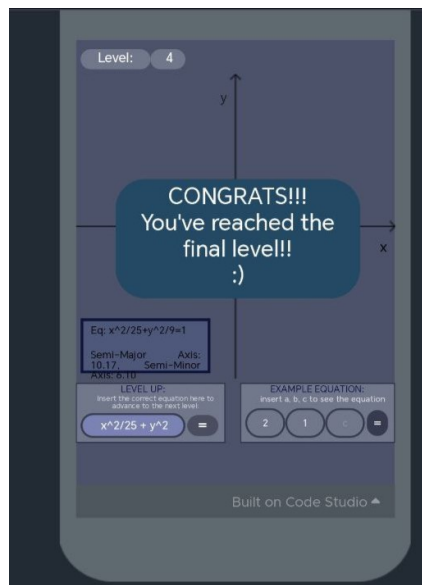 Level: 4
y
CONGRATS!!!
You've reached the
final level!!
:)
x
Eq: x^2/25+y^2/9=1
Semi-Major Axis:
10.17, Semi-Minor
Axis: 6.10
LEVEL UP:
Insert the correct equation here to
advance to the next level.
x^2/25 + y^2 =
EXAMPLE EQUATION:
insert a, b, c to see the equation
2 1 c =
Built on Code Studio